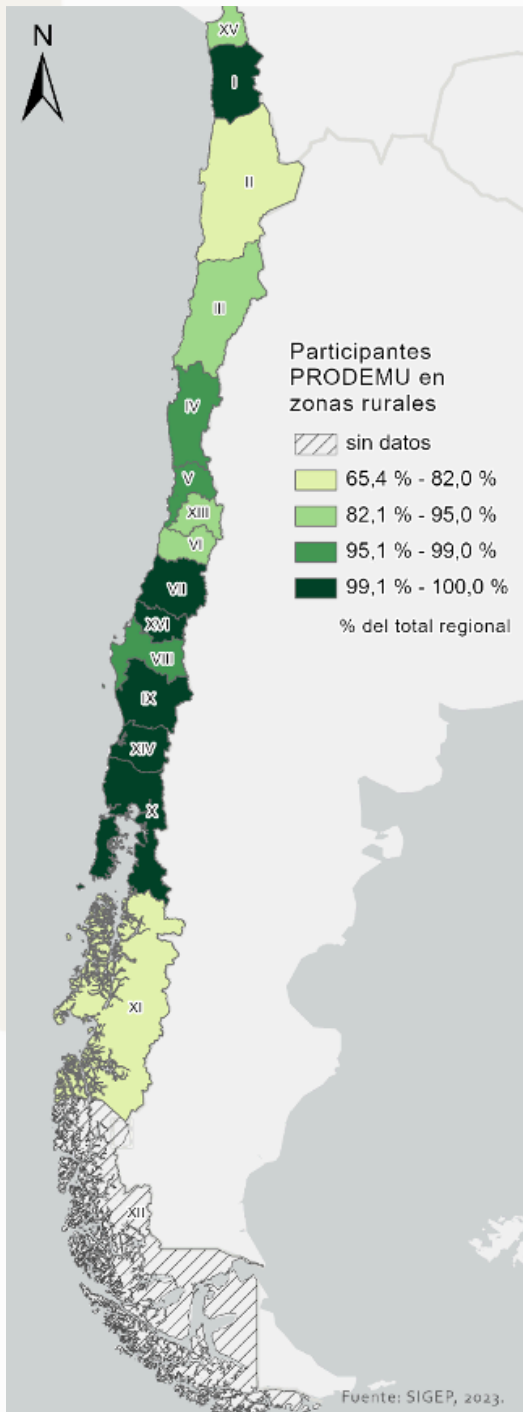 N
XV
I
II
III
Participantes
PRODEMU en
zonas rurales
sin datos
65,4 % - 82,0 %
82,1 % - 95,0 %
95,1 % - 99,0 %
99,1 % - 100,0 %
% del total regional
IV
V
XIII
VI
VII
XVI
VIII
IX
XIV
X
XI
XII
Fuente: SIGEP, 2023.